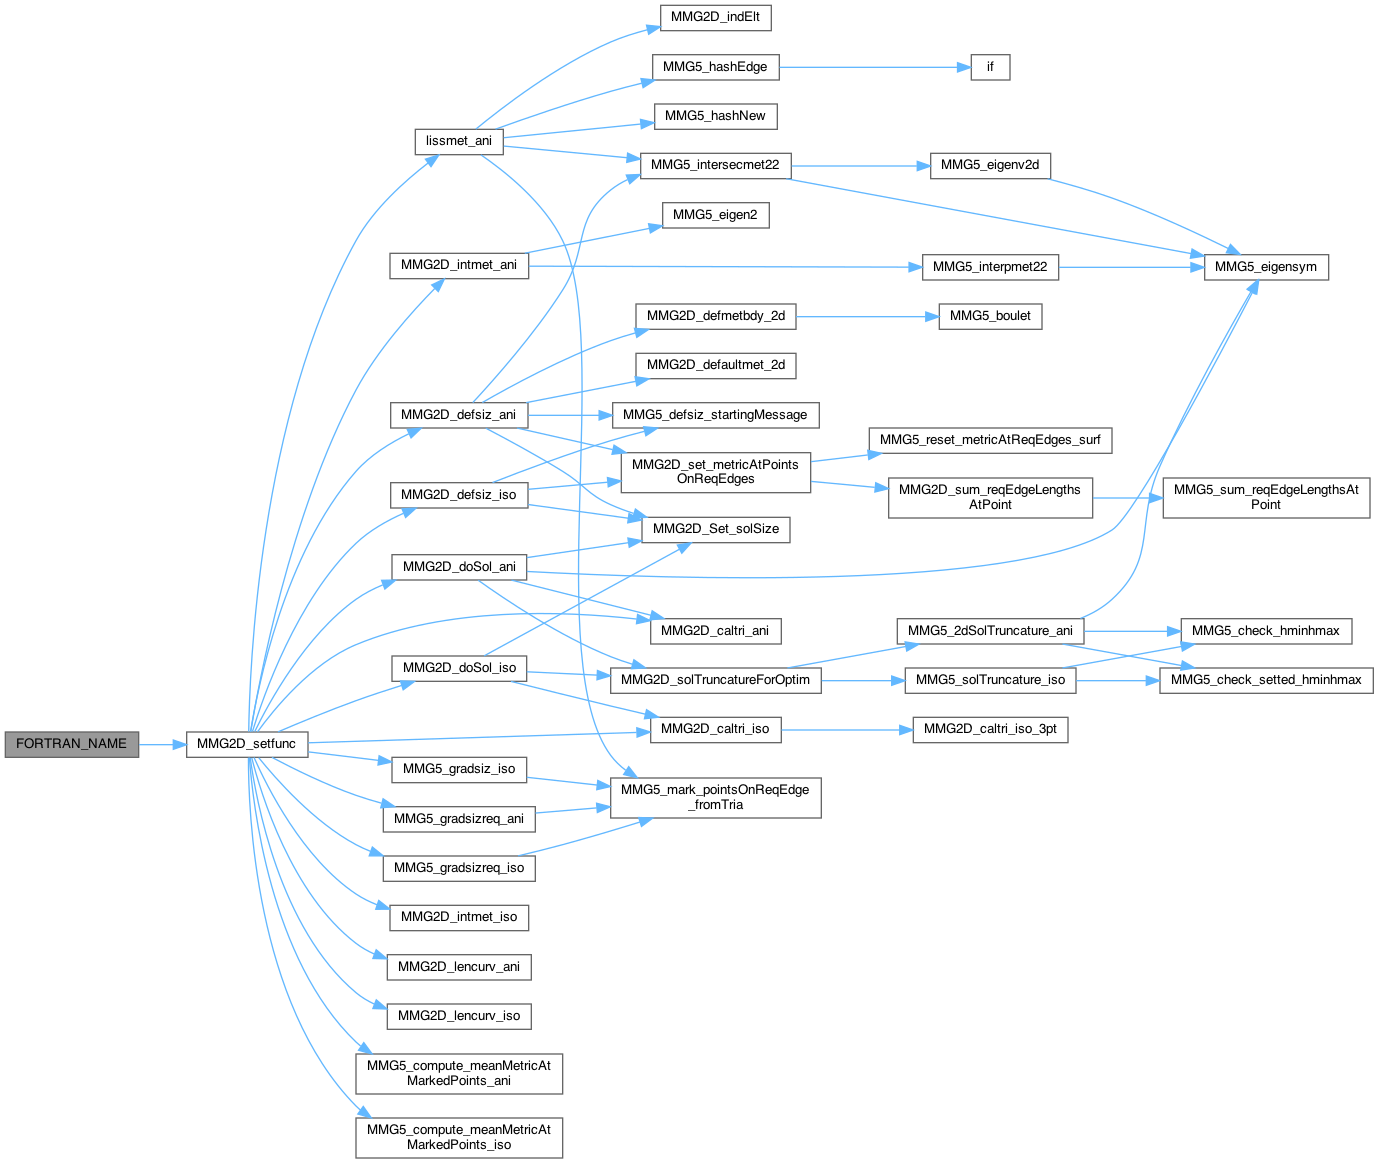 FORTRAN_NAME
MMG2D_setfunc
lissmet_ani
MMG2D_intmet_ani
MMG2D_defsiz_ani
MMG2D_defsiz_iso
MMG2D_doSol_ani
MMG2D_doSol_iso
MMG5_gradsiz_iso
MMG5_gradsizreq_ani
MMG5_gradsizreq_iso
MMG2D_intmet_iso
MMG2D_lencurv_ani
MMG2D_lencurv_iso
MMG5_compute_meanMetricAt
MarkedPoints_ani
MMG5_compute_meanMetricAt
MarkedPoints_iso
MMG2D_indElt
MMG5_hashEdge
MMG5_hashNew
MMG5_intersecmet22
MMG5_eigen2
MMG2D_defmetbdy_2d
MMG2D_defaultmet_2d
MMG5_defsiz_startingMessage
MMG2D_set_metricAtPoints
OnReqEdges
MMG2D_Set_solSize
MMG2D_caltri_ani
MMG2D_solTruncatureForOptim
MMG2D_caltri_iso
MMG5_mark_pointsOnReqEdge
_fromTria
if
MMG5_eigenv2d
MMG5_interpmet22
MMG5_boulet
MMG5_reset_metricAtReqEdges_surf
MMG2D_sum_reqEdgeLengths
AtPoint
MMG5_2dSolTruncature_ani
MMG5_solTruncature_iso
MMG2D_caltri_iso_3pt
MMG5_eigensym
MMG5_sum_reqEdgeLengthsAt
Point
MMG5_check_hminhmax
MMG5_check_setted_hminhmax